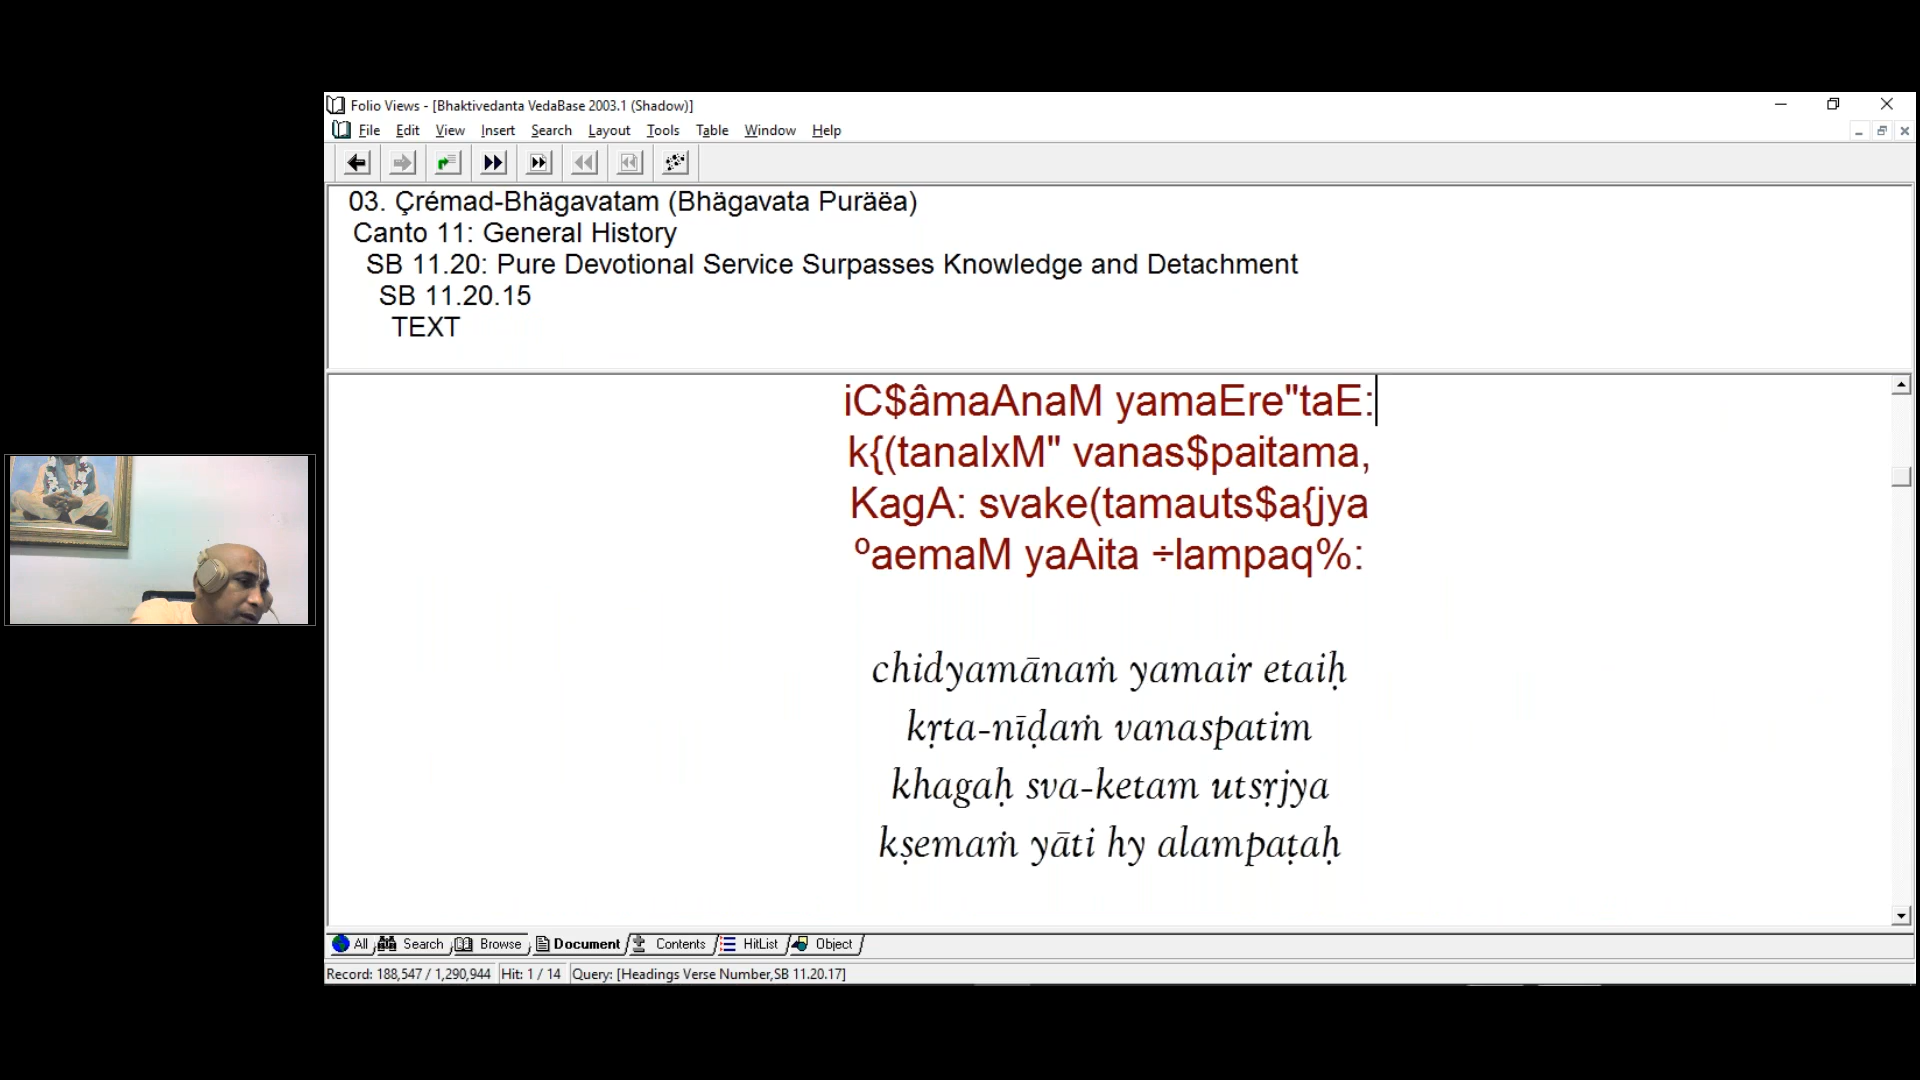 Folio Views - [Bhaktivedanta VedaBase 2003.1 (Shadow)]
File Edit View Insert Search Layout Tools Table Window Help
03. Çrémad-Bhägavatam (Bhägavata Puräëa)
Canto 11: General History
SB 11.20: Pure Devotional Service Surpasses Knowledge and Detachment
SB 11.20.15
TEXT
iC$âmaAnaM yamaEre"taE:
k{(tanaIxM" vanas$paitama,
KagA: svake(tamauts$a{jya
ºaemaM yaAita ÷lampaq%:
chidyamānaṁ yamair etaiḥ
kṛta-nīḍaṁ vanaspatim
khagaḥ sva-ketam utsṛjya
kṣemaṁ yāti hy alampaṭaḥ
All Search Browse Document Contents HitList Object
Record: 188,547 / 1,290,944 Hit: 1 / 14 Query: [Headings Verse Number,SB 11.20.17]